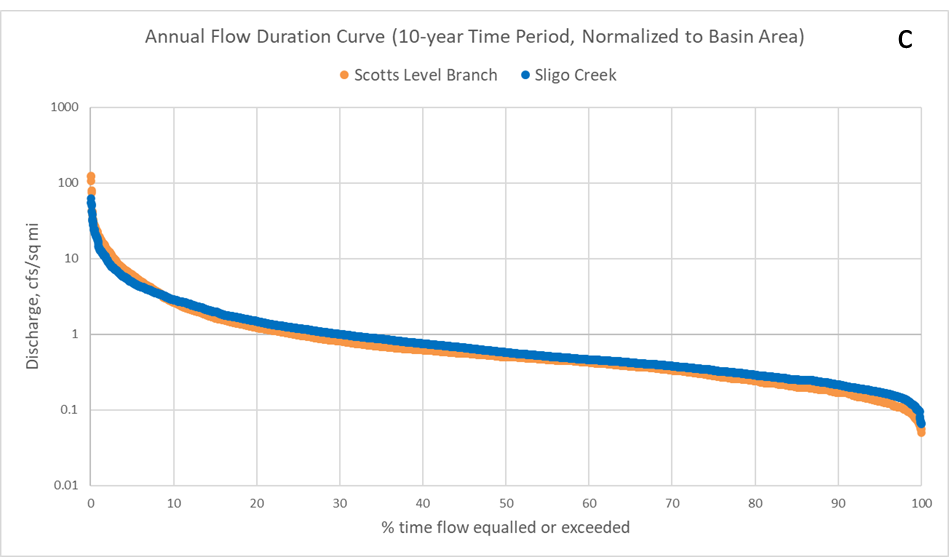 Annual Flow Duration Curve (10-year Time Period, Normalized to Basin Area)
C
Scotts Level Branch
Sligo Creek
1000
100
10
1
0.1
0.01
Discharge, cfs/sq mi
0 10 20 30 40 50 60 70 80 90 100
% time flow equalled or exceeded